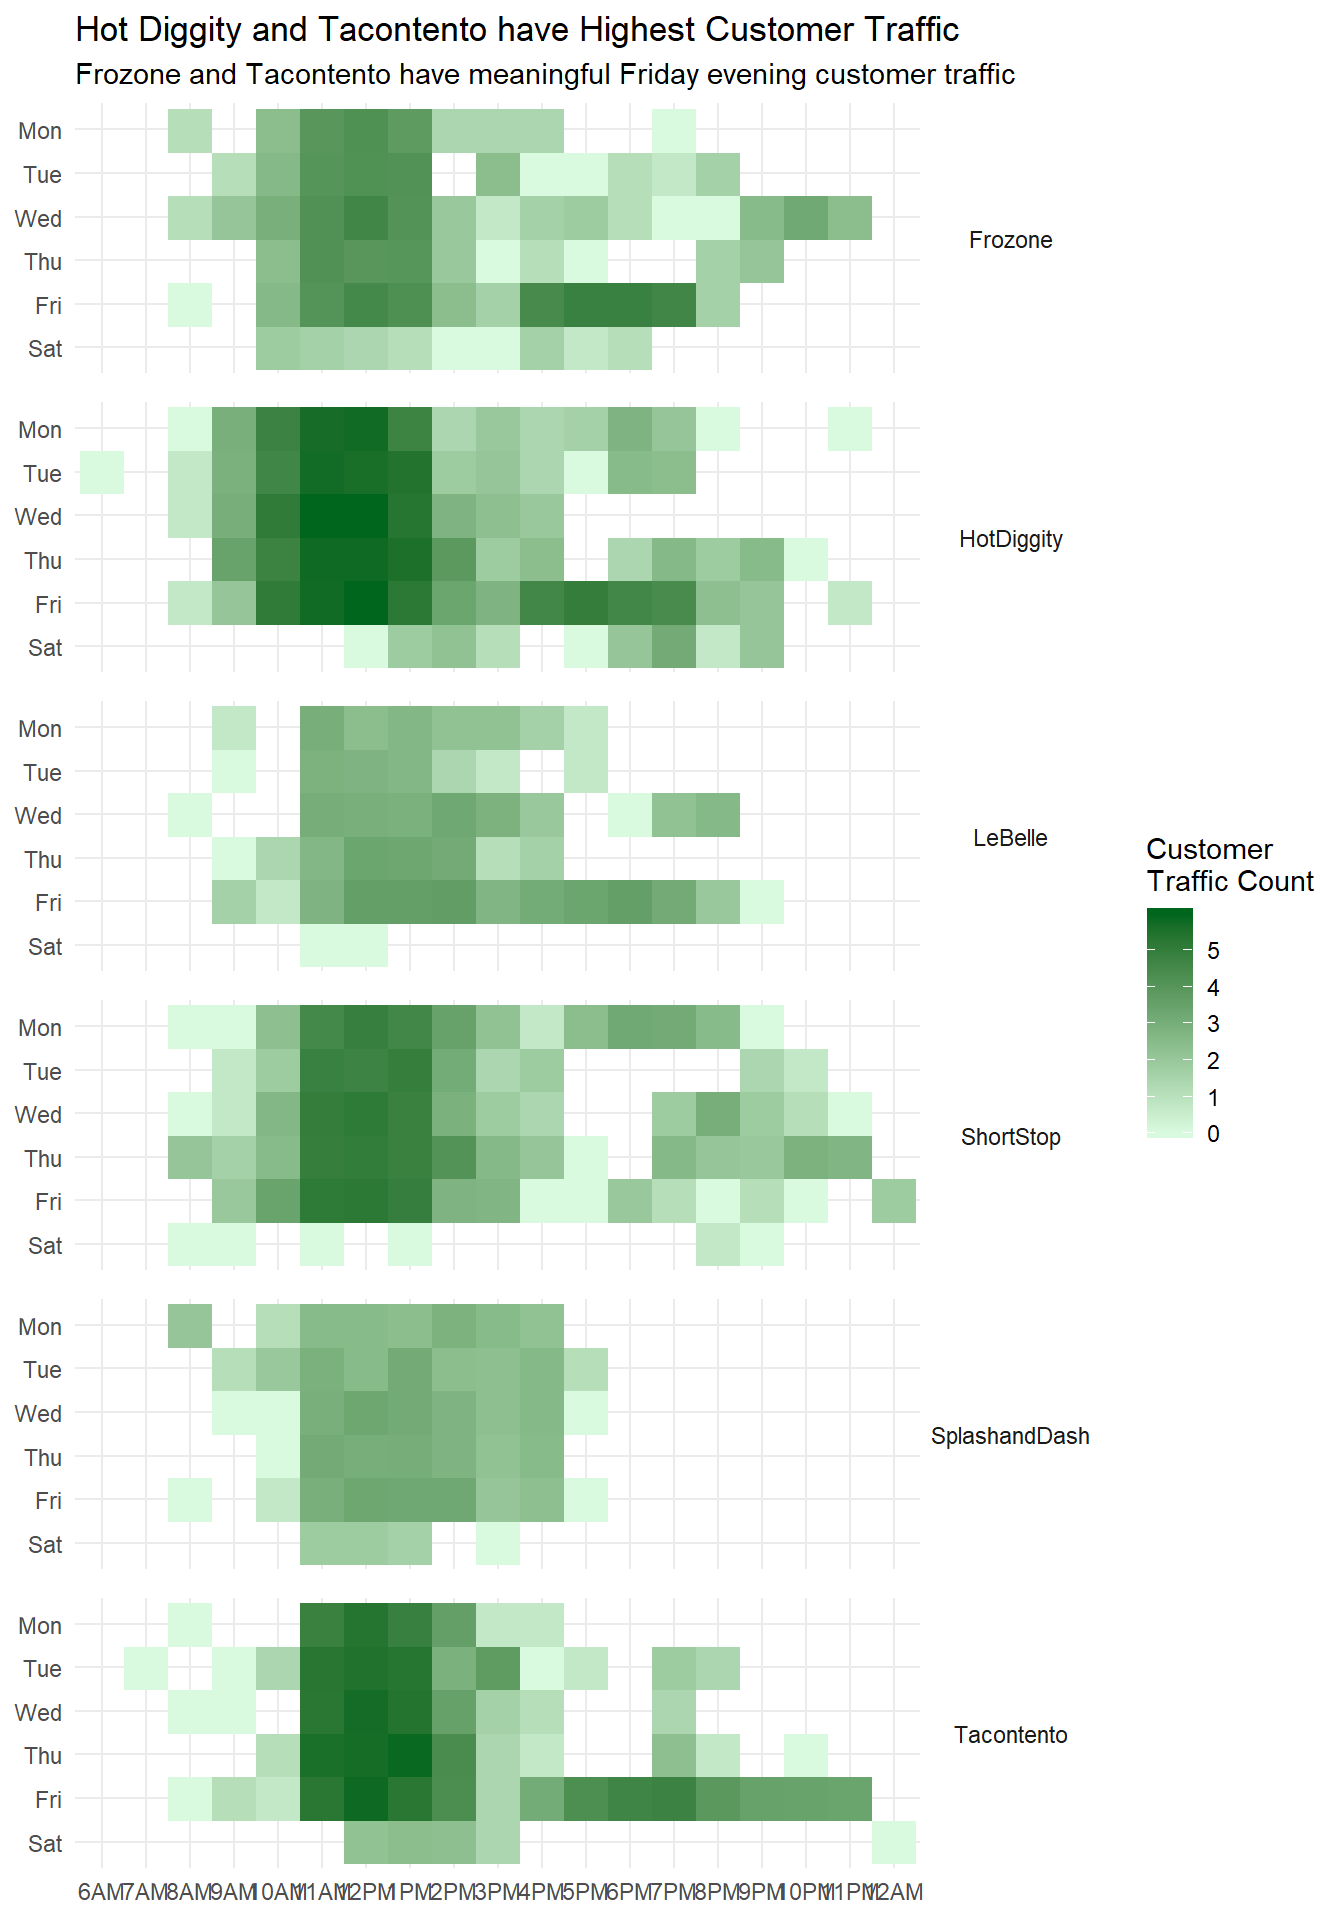 Hot Diggity and Tacontento have Highest Customer Traffic
Frozone and Tacontento have meaningful Friday evening customer traffic
Mon
Tue
Wed
Thu
Fri
Sat
Frozone
Mon
Tue
Wed
Thu
Fri
Sat
HotDiggity
Mon
Tue
Wed
Thu
Fri
Sat
LeBelle
Mon
Tue
Wed
Thu
Fri
Sat
ShortStop
Mon
Tue
Wed
Thu
Fri
Sat
SplashandDash
Mon
Tue
Wed
Thu
Fri
Sat
Tacontento
6AM 7AM 8AM 9AM 10AM 11AM 12PM 1PM 2PM 3PM 4PM 5PM 6PM 7PM 8PM 9PM 10PM 11PM 12AM
Customer
Traffic Count
5
4
3
2
1
0